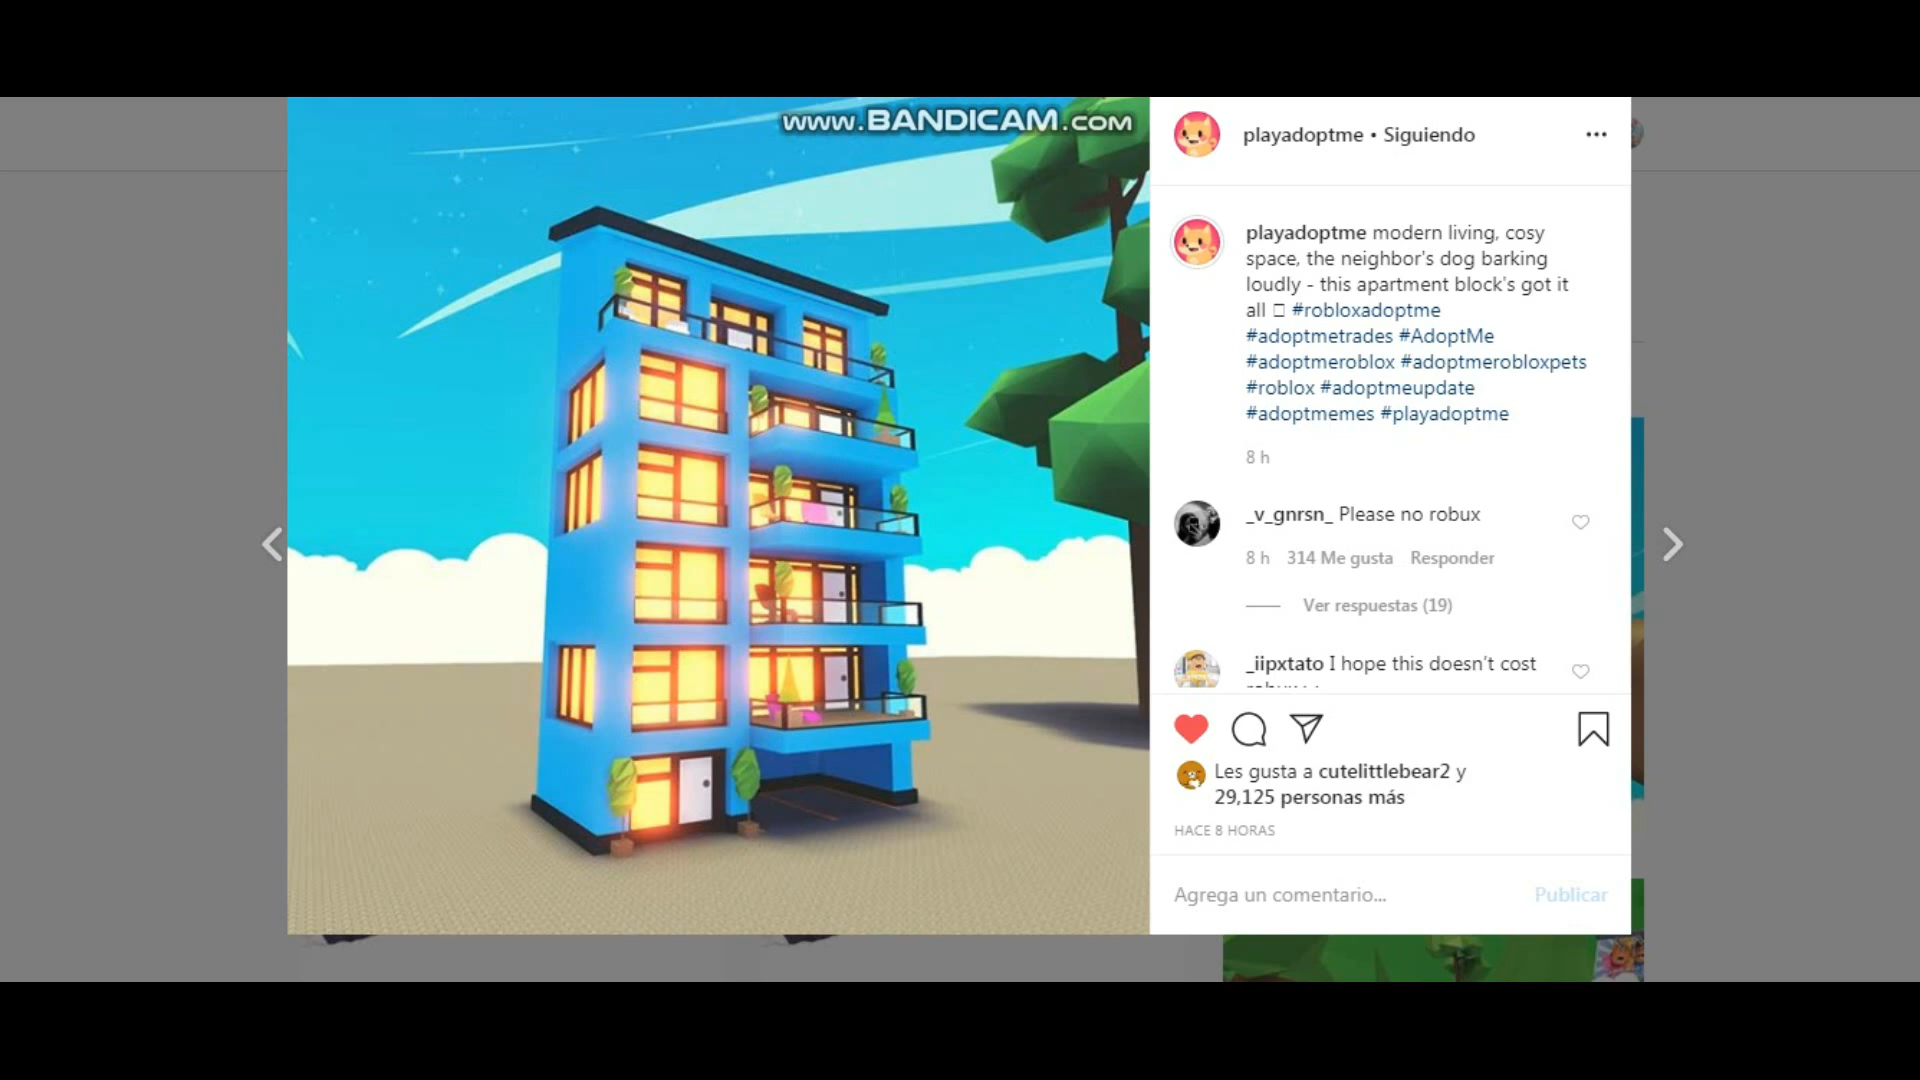 www.BANDICAM.com
playadoptme • Siguiendo
playadoptme modern living, cosy
space, the neighbor's dog barking
loudly - this apartment block's got it
all #robloxadoptme
#adoptmetrades #AdoptMe
#adoptmeroblox #adoptmerobloxpets
#roblox #adoptmeupdate
#adoptmemes #playadoptme
8 h
_v_gnrsn_ Please no robux
8 h 314 Me gusta Responder
Ver respuestas (19)
_iipxtato I hope this doesn't cost
Les gusta a cutelittlebear2 y
29,125 personas más
HACE 8 HORAS
Agrega un comentario... Publicar